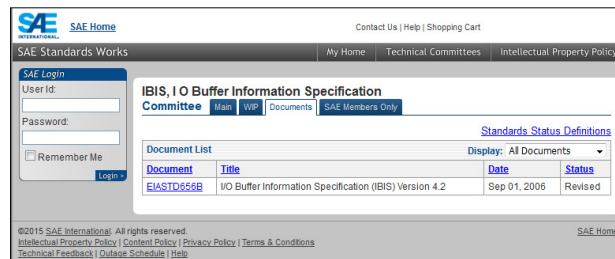 SAE INTERNATIONAL. SAE Home Contact Us | Help | Shopping Cart
SAE Standards Works My Home Technical Committees Intellectual Property Policy
SAE Login
User Id:
Password:
Remember Me
Login »
IBIS, I O Buffer Information Specification
Committee Main WIP Documents SAE Members Only
Standards Status Definitions
Document List Display: All Documents
Document Title Date Status
EIASTD656B I/O Buffer Information Specification (IBIS) Version 4.2 Sep 01, 2006 Revised
©2015 SAE International. All rights reserved. SAE Home
Intellectual Property Policy | Content Policy | Privacy Policy | Terms & Conditions
Technical Feedback | Outage Schedule | Help